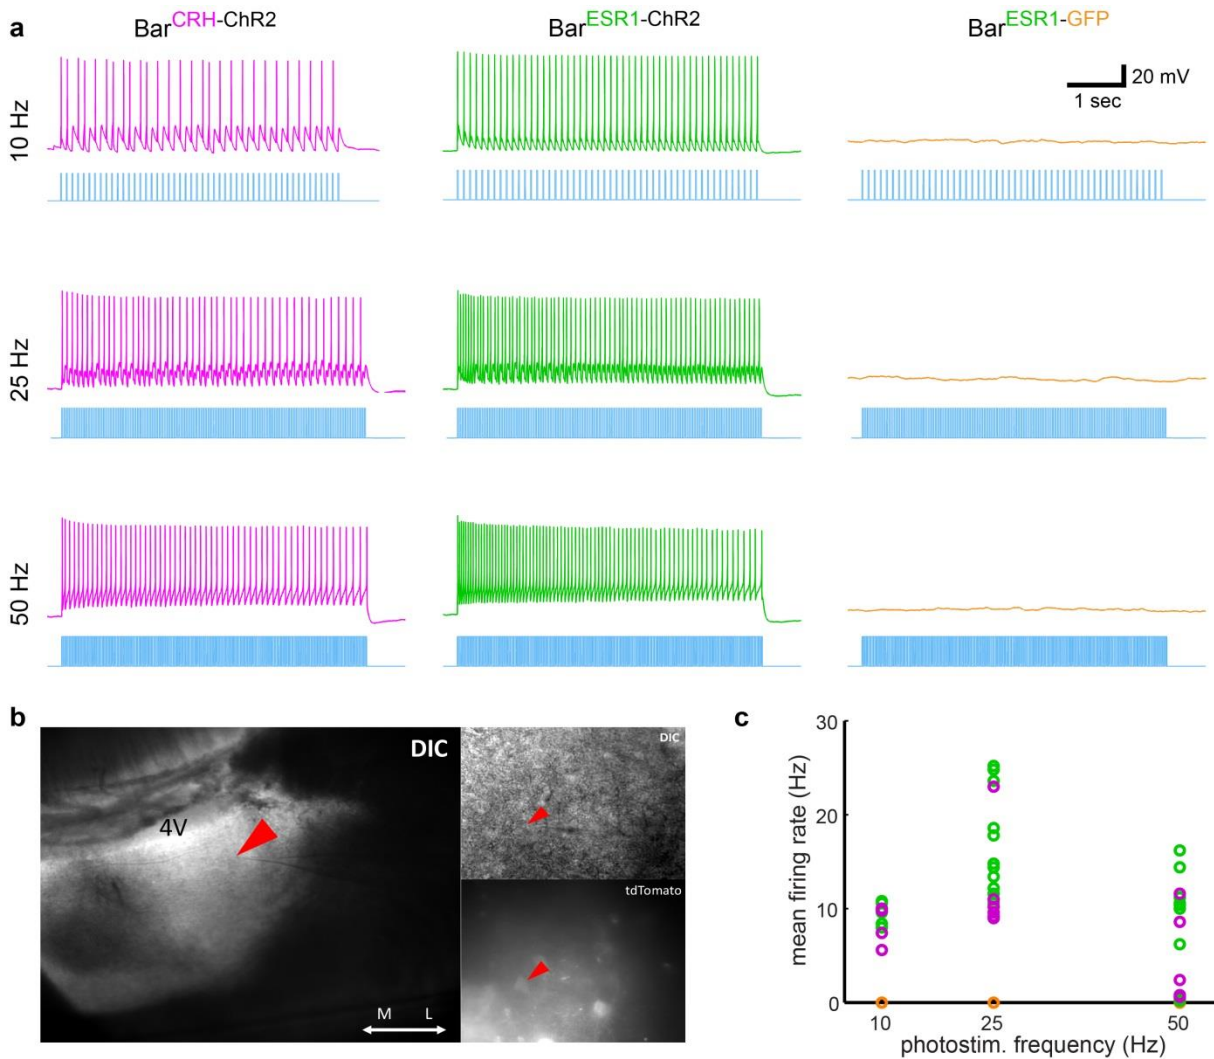 a
Bar^CRH-ChR2
Bar^ESR1-ChR2
Bar^ESR1-GFP
10 Hz
20 mV
1 sec
25 Hz
50 Hz
b
DIC
4V
M L
DIC
tdTomato
c
mean firing rate (Hz)
30
20
10
0
10 25 50
photostim. frequency (Hz)